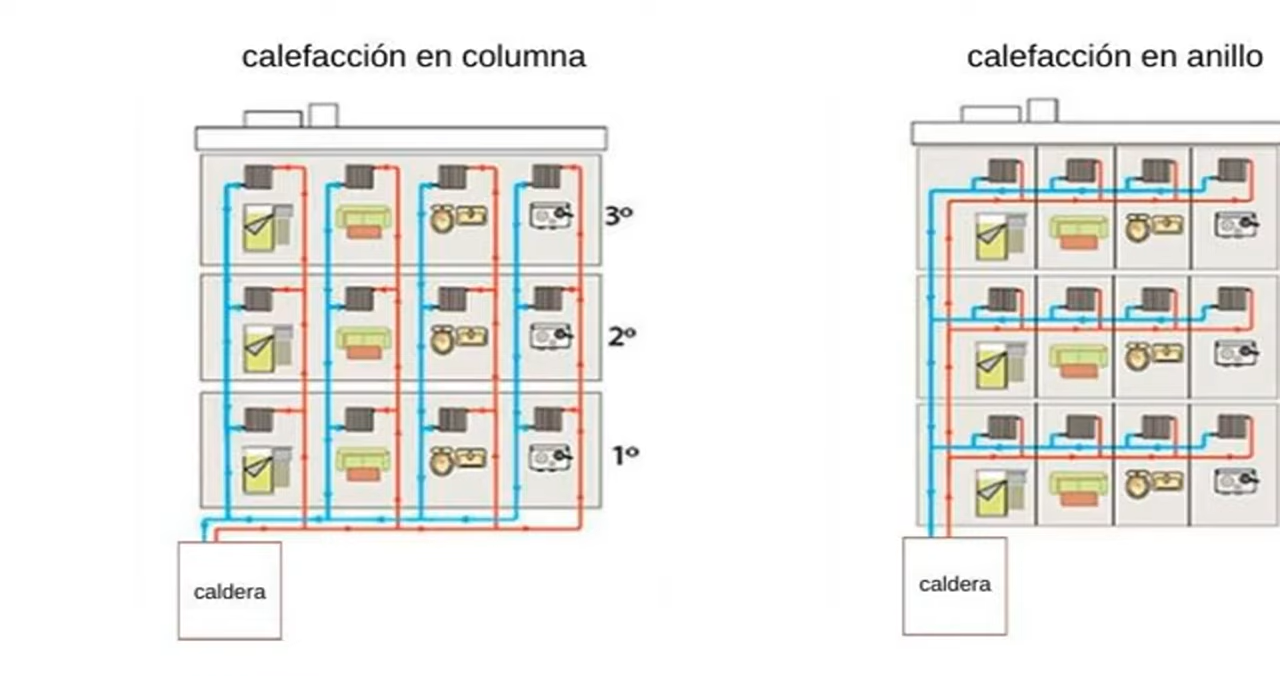 calefacción en columna
calefacción en anillo
3º
2º
1º
caldera
caldera